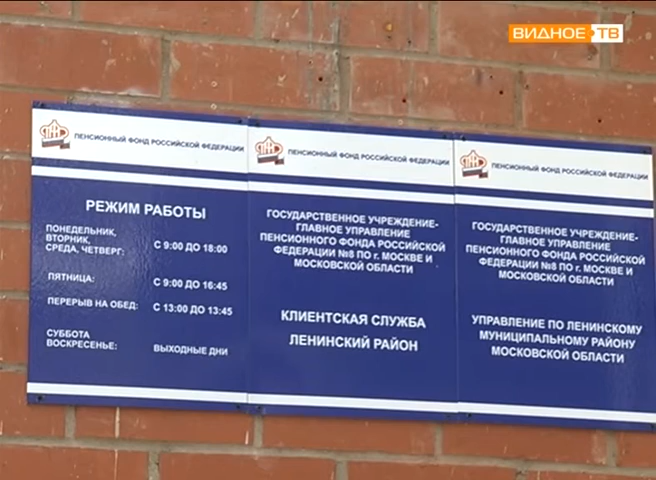 ВИДНОЕ ТВ
ПЕНСИОННЫЙ ФОНД РОССИЙСКОЙ ФЕДЕРАЦИИ
РЕЖИМ РАБОТЫ
ПОНЕДЕЛЬНИК,
ВТОРНИК,
СРЕДА, ЧЕТВЕРГ: С 9:00 ДО 18:00
ПЯТНИЦА: С 9:00 ДО 16:45
ПЕРЕРЫВ НА ОБЕД: С 13:00 ДО 13:45
СУББОТА
ВОСКРЕСЕНЬЕ: ВЫХОДНЫЕ ДНИ
ПЕНСИОННЫЙ ФОНД РОССИЙСКОЙ ФЕДЕРАЦИИ
ГОСУДАРСТВЕННОЕ УЧРЕЖДЕНИЕ-
ГЛАВНОЕ УПРАВЛЕНИЕ
ПЕНСИОННОГО ФОНДА РОССИЙСКОЙ
ФЕДЕРАЦИИ №8 ПО г. МОСКВЕ И
МОСКОВСКОЙ ОБЛАСТИ
КЛИЕНТСКАЯ СЛУЖБА
ЛЕНИНСКИЙ РАЙОН
ПЕНСИОННЫЙ ФОНД РОССИЙСКОЙ ФЕДЕРАЦИИ
ГОСУДАРСТВЕННОЕ УЧРЕЖДЕНИЕ-
ГЛАВНОЕ УПРАВЛЕНИЕ
ПЕНСИОННОГО ФОНДА РОССИЙСКОЙ
ФЕДЕРАЦИИ №8 ПО г. МОСКВЕ И
МОСКОВСКОЙ ОБЛАСТИ
УПРАВЛЕНИЕ ПО ЛЕНИНСКОМУ
МУНИЦИПАЛЬНОМУ РАЙОНУ
МОСКОВСКОЙ ОБЛАСТИ